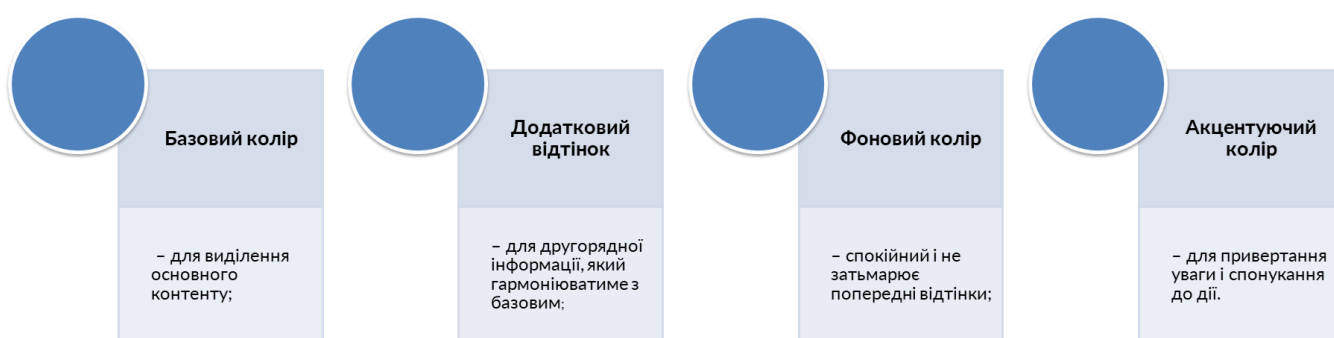 Базовий колір
– для виділення
основного
контенту;
Додатковий
відтінок
– для другорядної
інформації, який
гармоніюватиме з
базовим;
Фоновий колір
– спокійний і не
затьмарює
попередні відтінки;
Акцентуючий
колір
– для привертання
уваги і спонукання
до дії.